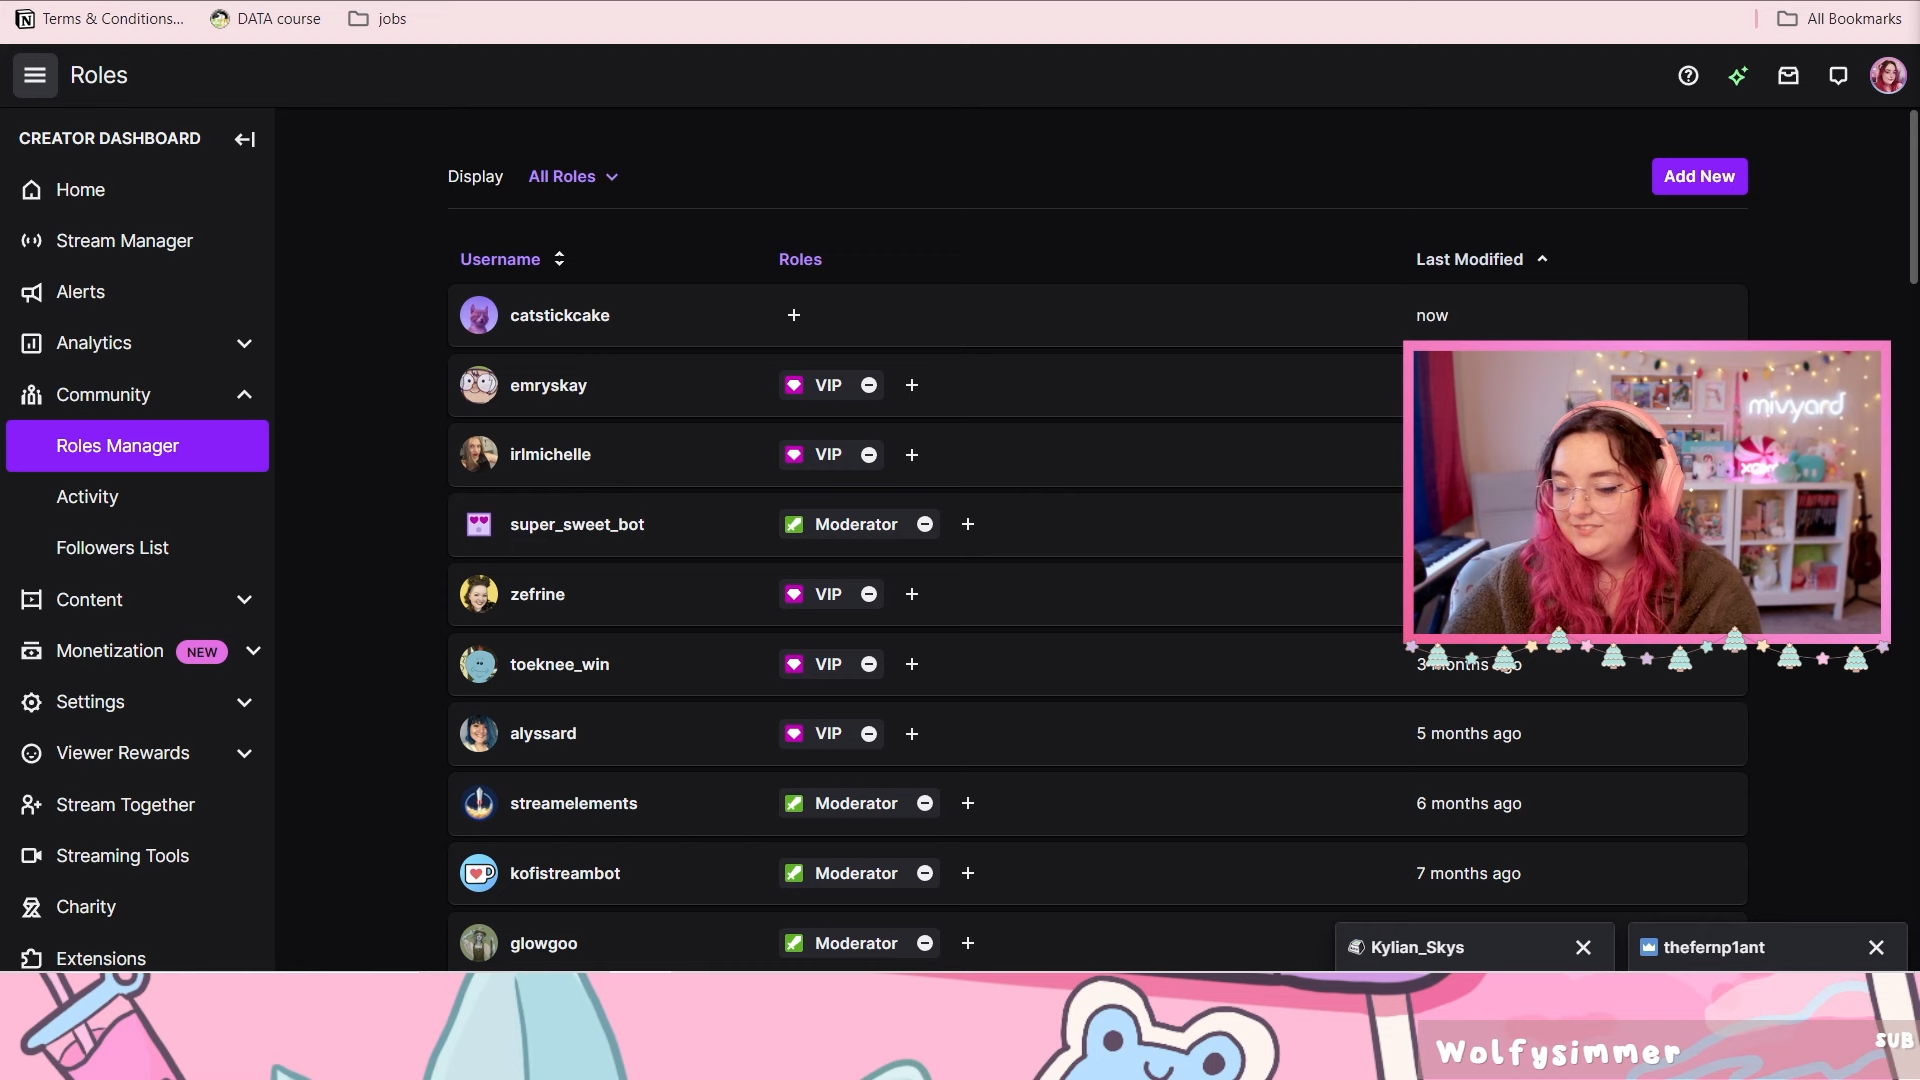 Terms & Conditions...
DATA course
jobs
All Bookmarks
Roles
CREATOR DASHBOARD
Home
Stream Manager
Alerts
Analytics
Community
Roles Manager
Activity
Followers List
Content
Monetization NEW
Settings
Viewer Rewards
Stream Together
Streaming Tools
Charity
Extensions
Display All Roles
Add New
Username Roles Last Modified
catstickcake + now
emryskay VIP +
irlmichelle VIP +
super_sweet_bot Moderator +
zefrine VIP +
toeknee_win VIP + 3 months ago
alyssard VIP + 5 months ago
streamelements Moderator + 6 months ago
kofistreambot Moderator + 7 months ago
glowgoo Moderator +
mivyard
Kylian_Skys
thefernp1ant
Wolfysimmer
SUB